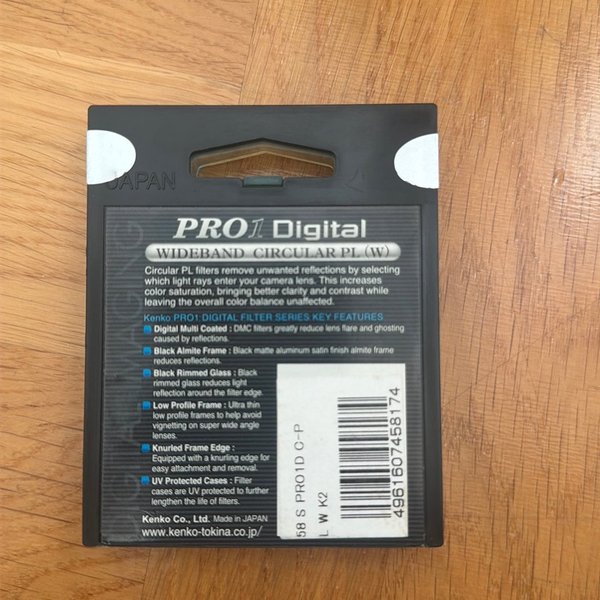 JAPAN
PRO1 Digital
WIDEBAND CIRCULAR PL (W)
Circular PL filters remove unwanted reflections by selecting
which light rays enter your camera lens. This increases
color saturation, bringing better clarity and contrast while
leaving the overall color balance unaffected.
Kenko PRO1 DIGITAL FILTER SERIES KEY FEATURES
Digital Multi Coated : DMC filters greatly reduce lens flare and ghosting
caused by reflections.
Black Almite Frame : Black matte aluminum satin finish almite frame
reduces reflections.
Black Rimmed Glass : Black
rimmed glass reduces light
reflection around the filter edge.
Low Profile Frame : Ultra thin
low profile frames to help avoid
vignetting on super wide angle
lenses.
Knurled Frame Edge :
Equipped with a knurling edge for
easy attachment and removal.
UV Protected Cases : Filter
cases are UV protected to further
lengthen the life of filters.
Kenko Co., Ltd. Made in JAPAN
www.kenko-tokina.co.jp/
58 S PRO1D C-P
L W K2
4961607458174